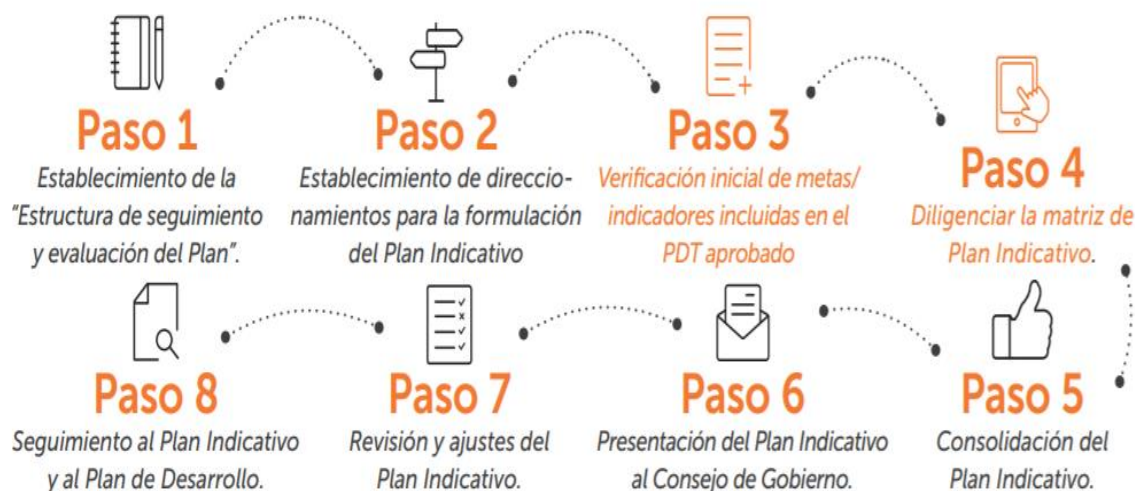 Paso 1
Establecimiento de la
"Estructura de seguimiento
y evaluación del Plan".
Paso 2
Establecimiento de direccio-
namientos para la formulación
del Plan Indicativo
Paso 3
Verificación inicial de metas/
indicadores incluidas en el
PDT aprobado
Paso 4
Diligenciar la matriz de
Plan Indicativo.
Paso 5
Consolidación del
Plan Indicativo.
Paso 6
Presentación del Plan Indicativo
al Consejo de Gobierno.
Paso 7
Revisión y ajustes del
Plan Indicativo.
Paso 8
Seguimiento al Plan Indicativo
y al Plan de Desarrollo.